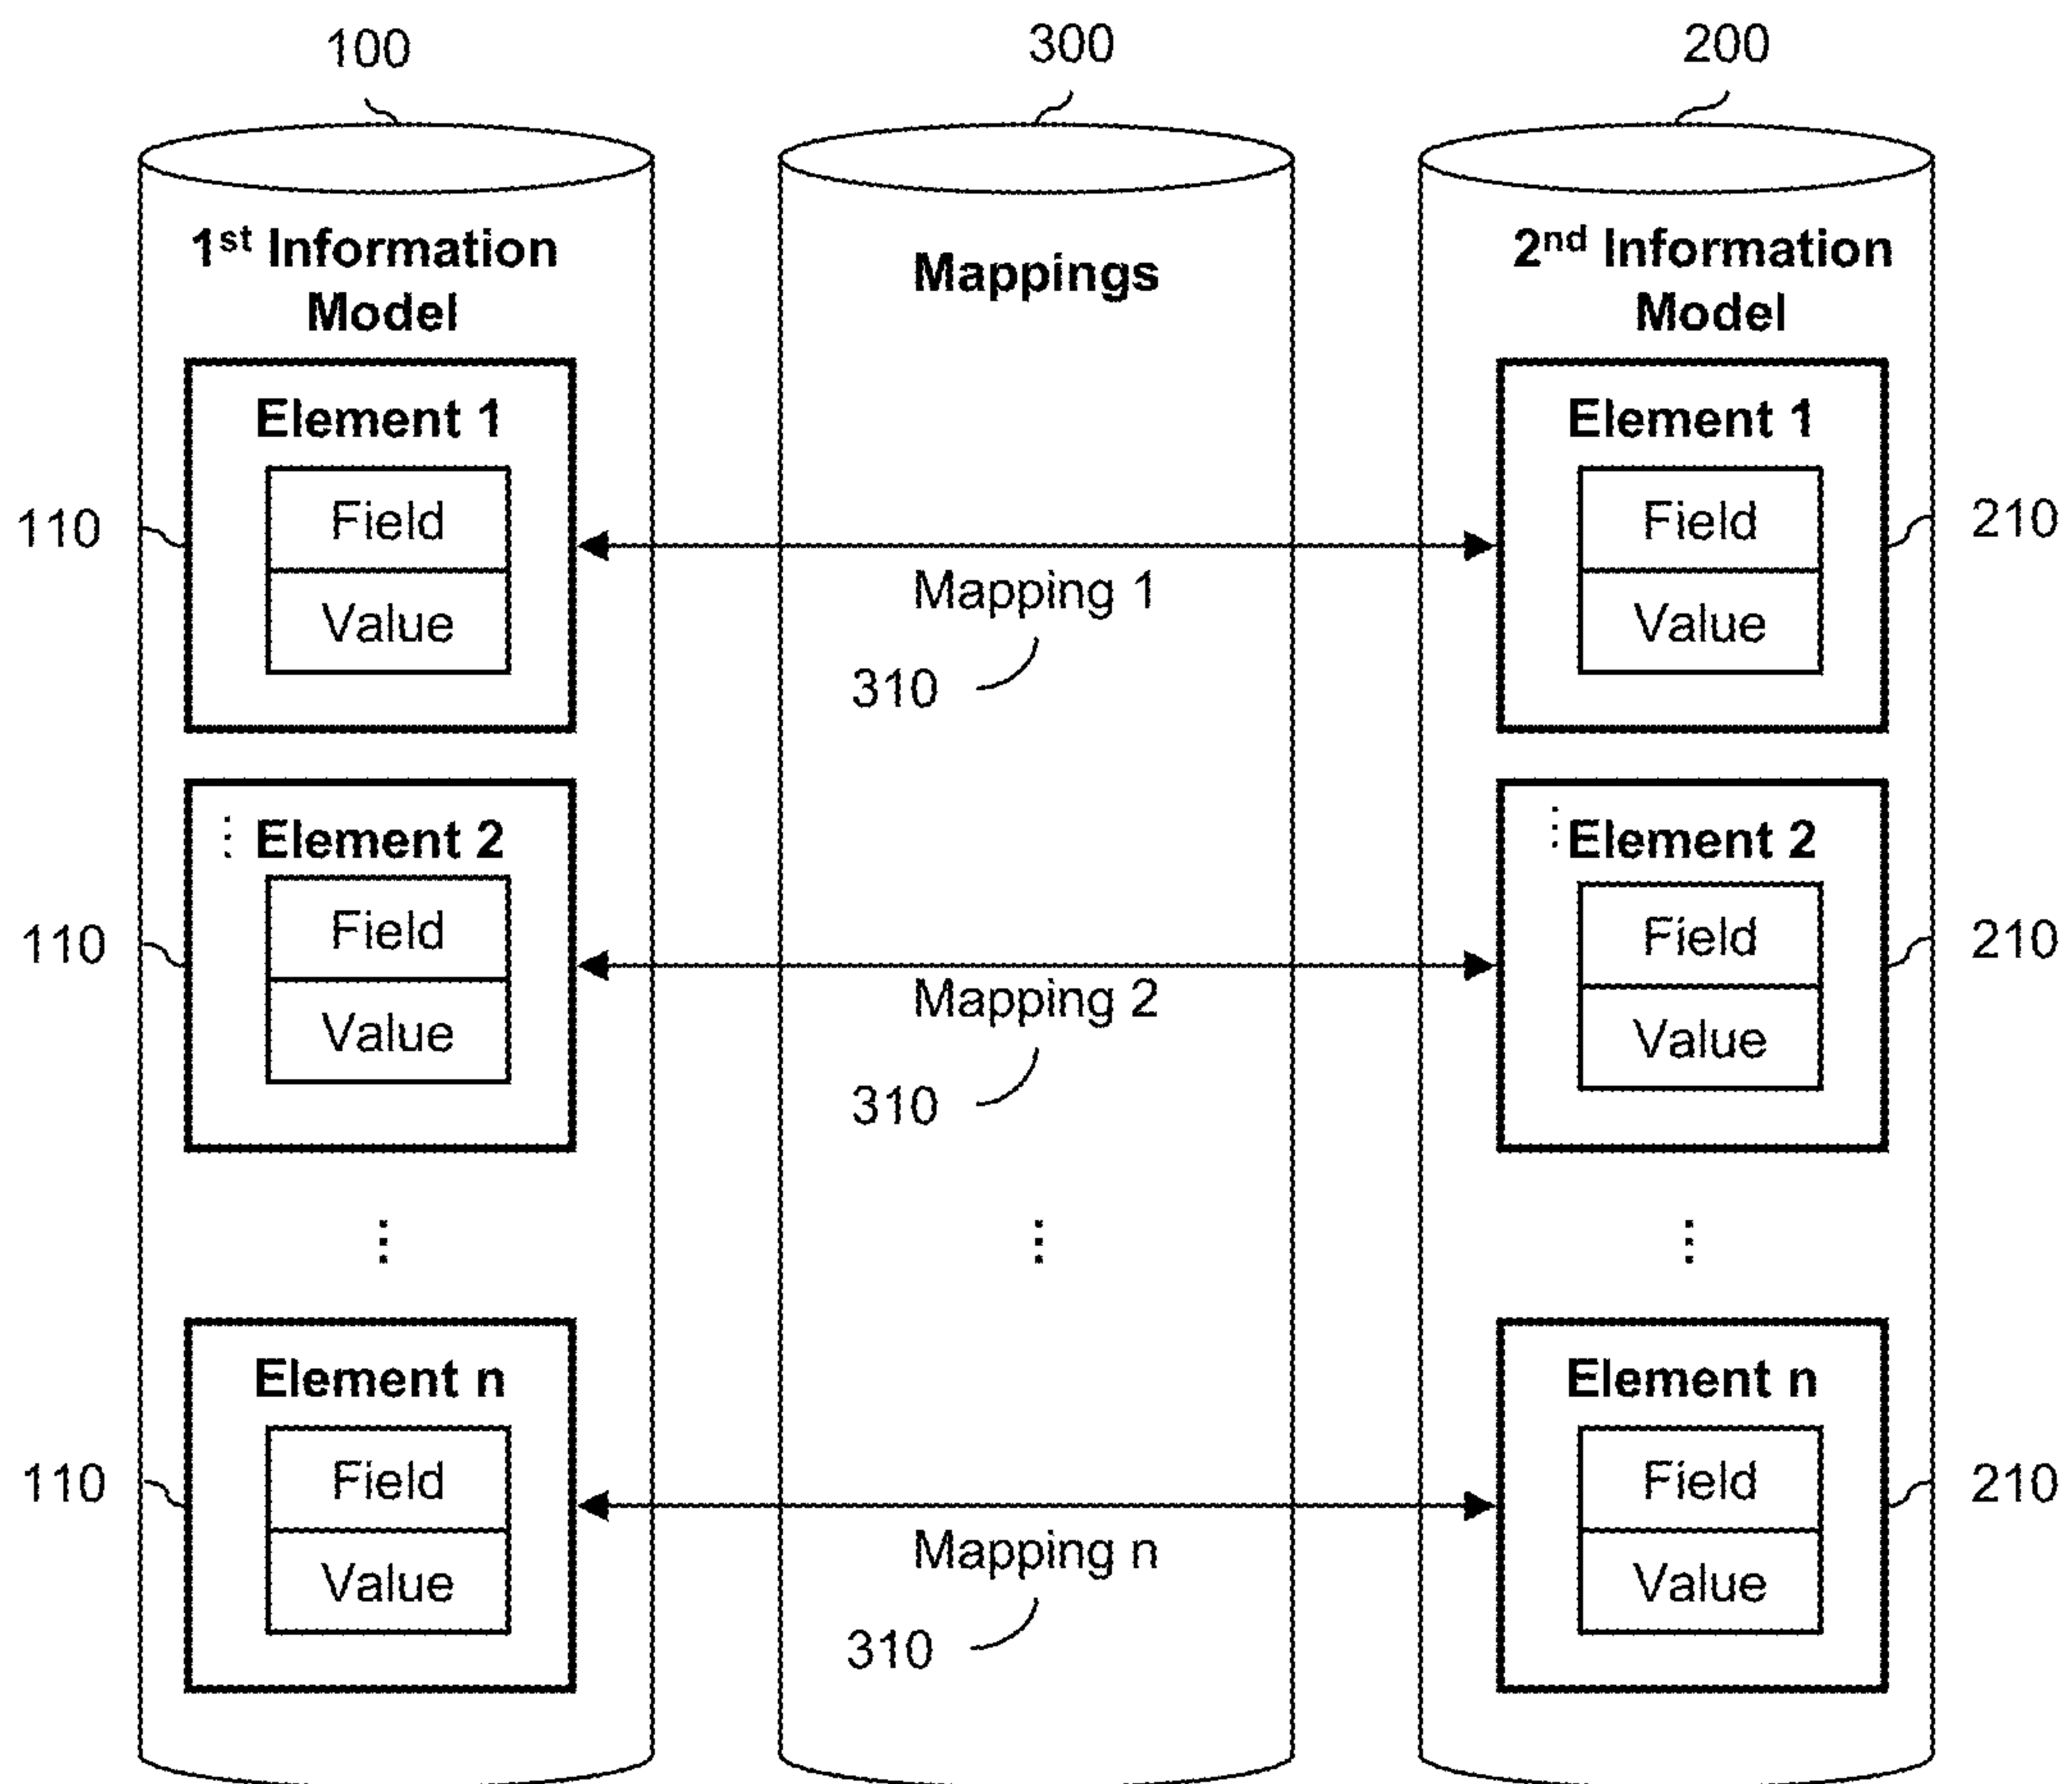 100
300
200
1st Information
Model
Mappings
2nd Information
Model
Element 1
Field
Value
110
Mapping 1
310
Element 1
Field
Value
210
⋮ Element 2
Field
Value
110
Mapping 2
310
⋮ Element 2
Field
Value
210
⋮
⋮
⋮
Element n
Field
Value
110
Mapping n
310
Element n
Field
Value
210